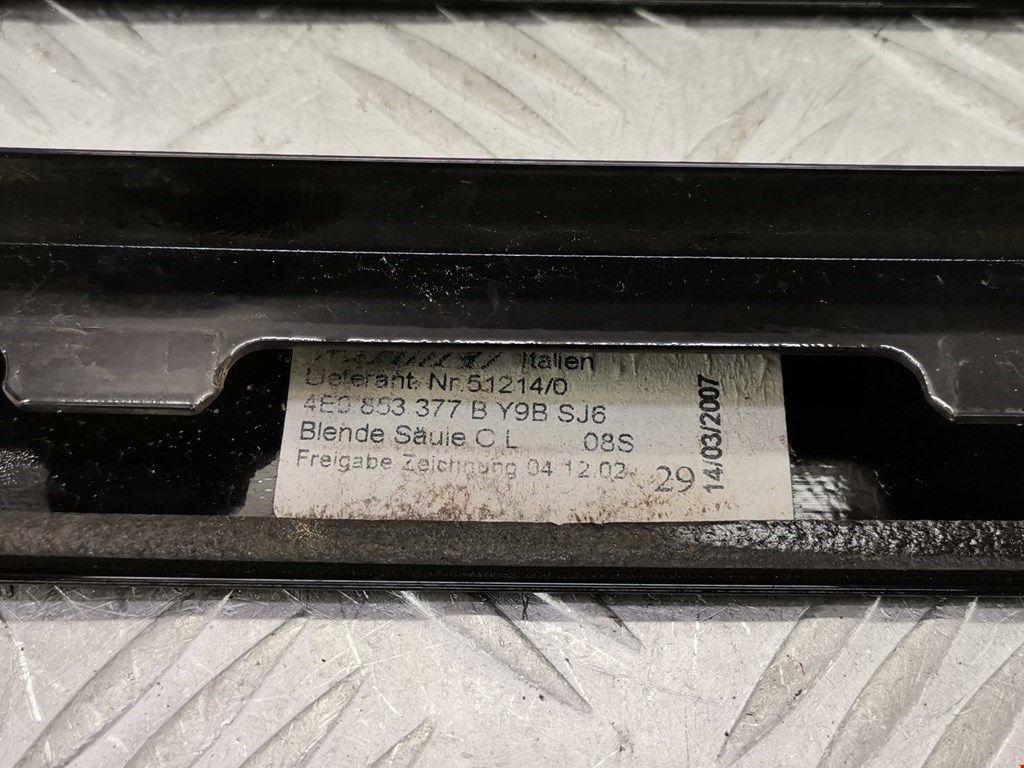 Italien
Lieferant. Nr.51214/0
4E0 853 377 B Y9B SJ6
Blende Säule C L 08S
Freigabe Zeichnung 04.12.02 29
14/03/2007